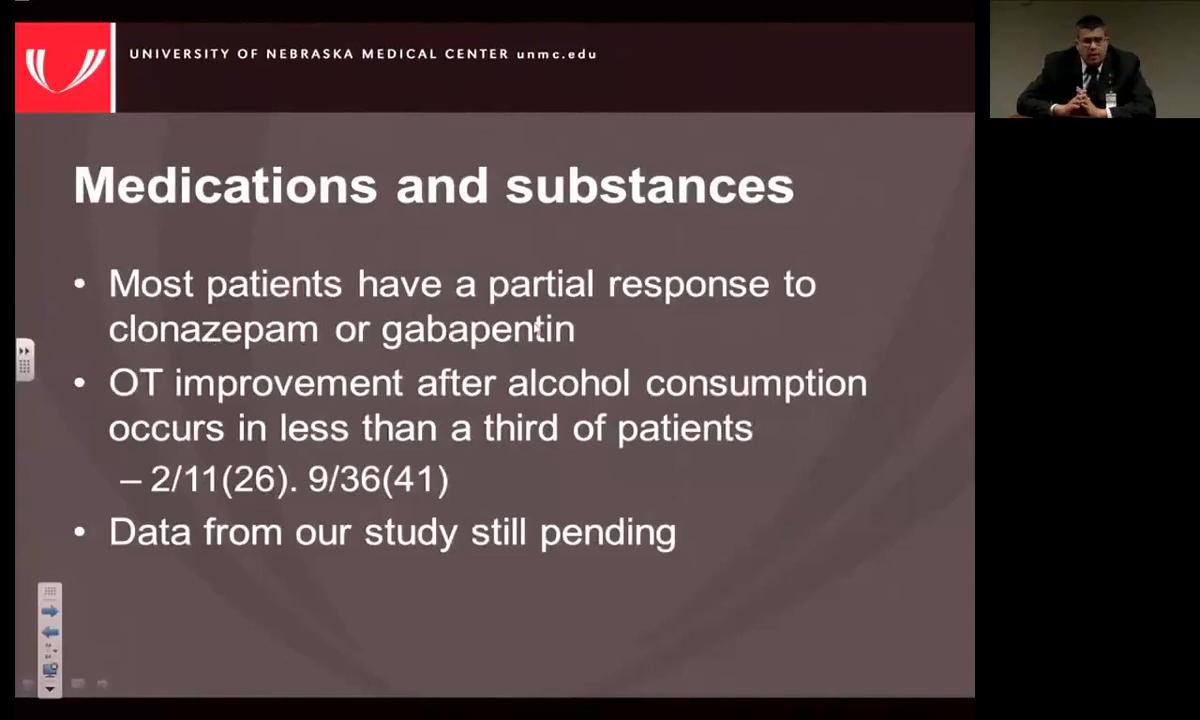 UNIVERSITY OF NEBRASKA MEDICAL CENTER unmc.edu
Medications and substances
• Most patients have a partial response to
clonazepam or gabapentin
• OT improvement after alcohol consumption
occurs in less than a third of patients
– 2/11(26). 9/36(41)
• Data from our study still pending